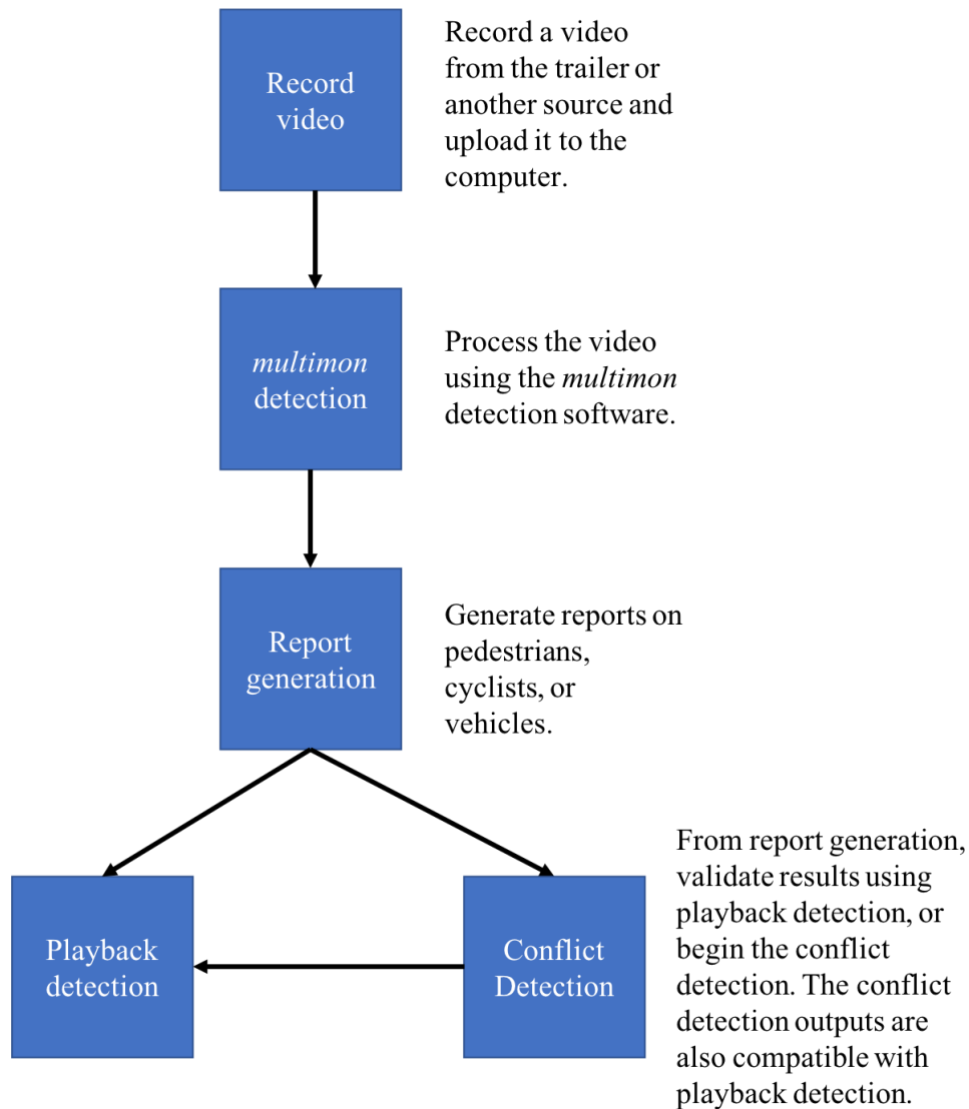 Record
video
Record a video
from the trailer or
another source and
upload it to the
computer.
multimon
detection
Process the video
using the multimon
detection software.
Report
generation
Generate reports on
pedestrians,
cyclists, or
vehicles.
Playback
detection
Conflict
Detection
From report generation,
validate results using
playback detection, or
begin the conflict
detection. The conflict
detection outputs are
also compatible with
playback detection.